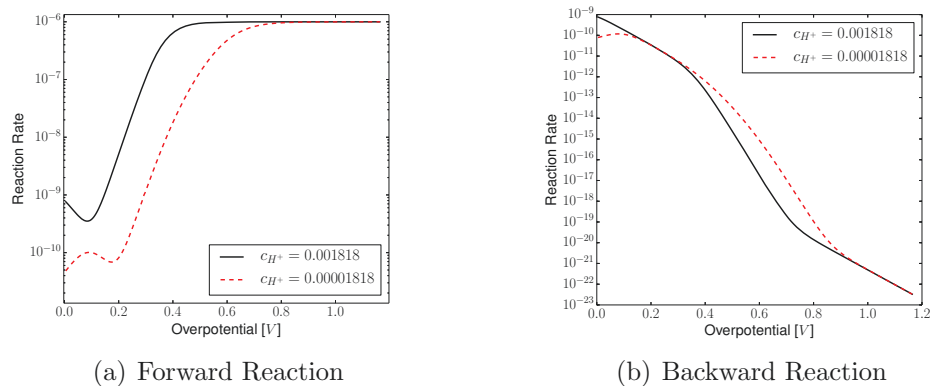 10^{-6}
10^{-7}
10^{-8}
10^{-9}
10^{-10}
Reaction Rate
0.0 0.2 0.4 0.6 0.8 1.0
Overpotential [V]
c_{H^+} = 0.001818
c_{H^+} = 0.00001818
(a) Forward Reaction
10^{-9}
10^{-10}
10^{-11}
10^{-12}
10^{-13}
10^{-14}
10^{-15}
10^{-16}
10^{-17}
10^{-18}
10^{-19}
10^{-20}
10^{-21}
10^{-22}
10^{-23}
Reaction Rate
0.0 0.2 0.4 0.6 0.8 1.0 1.2
Overpotential [V]
c_{H^+} = 0.001818
c_{H^+} = 0.00001818
(b) Backward Reaction